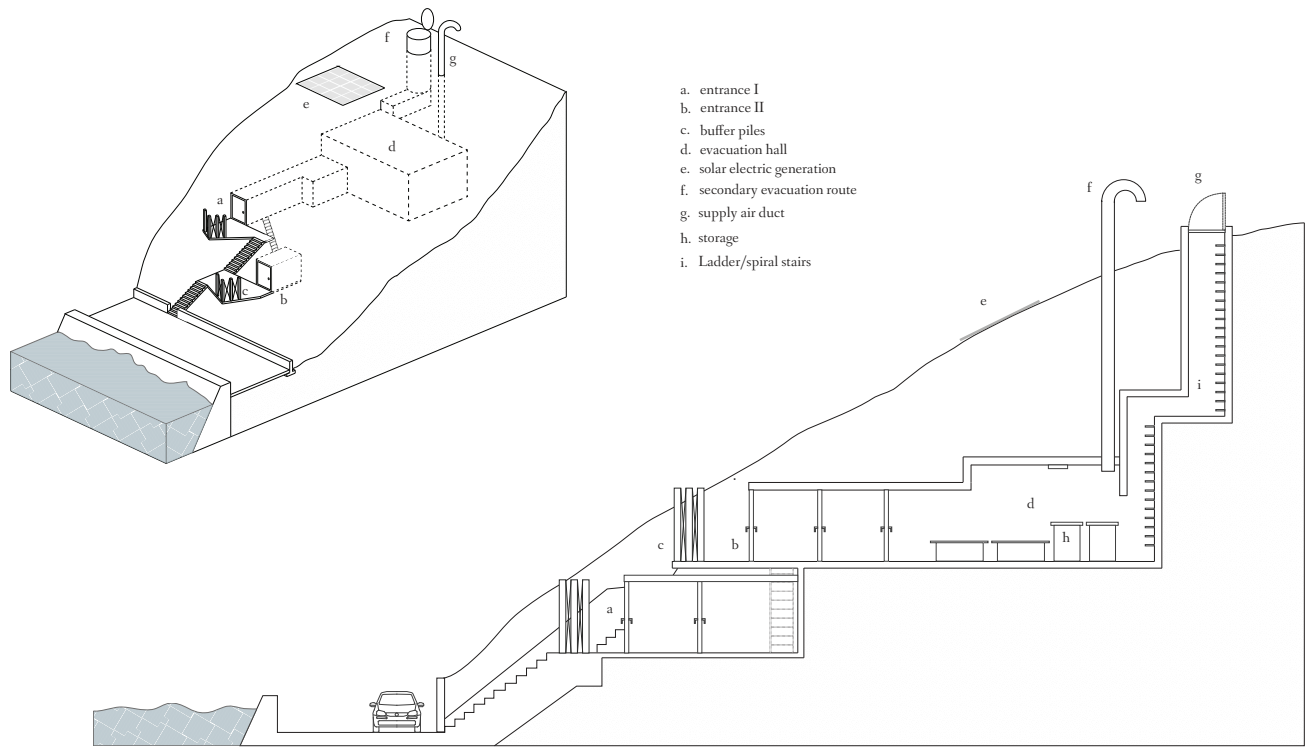 f
g
e
d
a
c
b
a. entrance I
b. entrance II
c. buffer piles
d. evacuation hall
e. solar electric generation
f. secondary evacuation route
g. supply air duct
h. storage
i. Ladder/spiral stairs
f
g
e
i
d
h
c
b
a